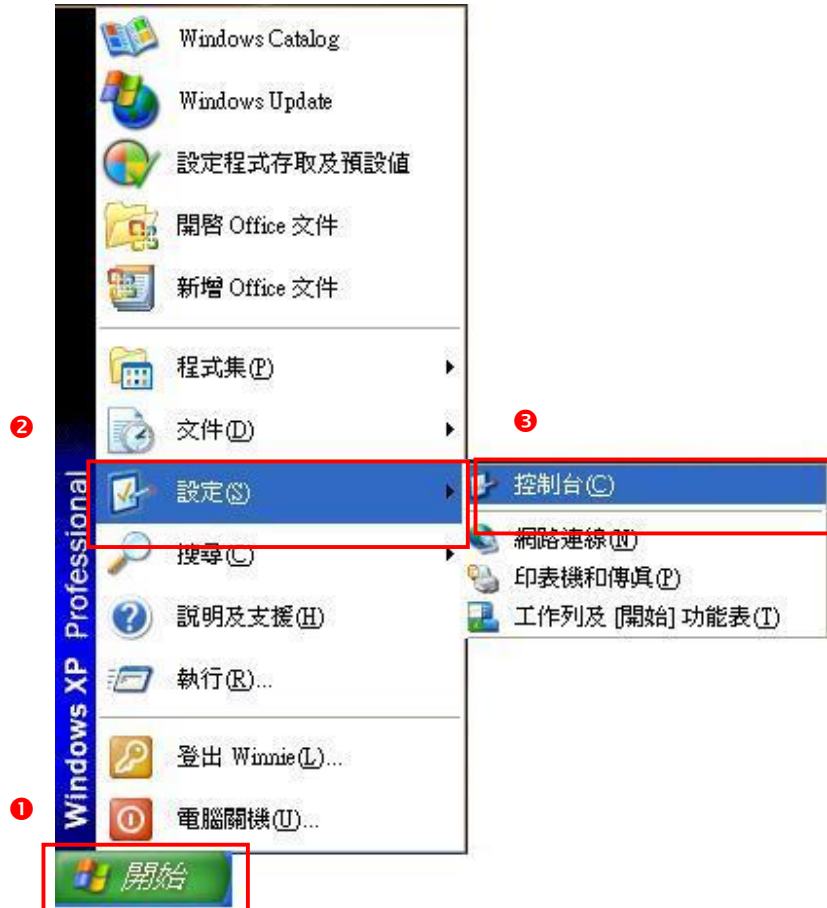 Windows Catalog
Windows Update
設定程式存取及預設值
開啓 Office 文件
新增 Office 文件
程式集(P)
❷
文件(D)
❸
設定(S)
控制台(C)
搜尋(C)
網路連線(N)
印表機和傳真(P)
說明及支援(H)
工作列及 [開始] 功能表(T)
執行(R)...
登出 Winnie(L)...
❶
電腦關機(U)...
Windows XP Professional
開始